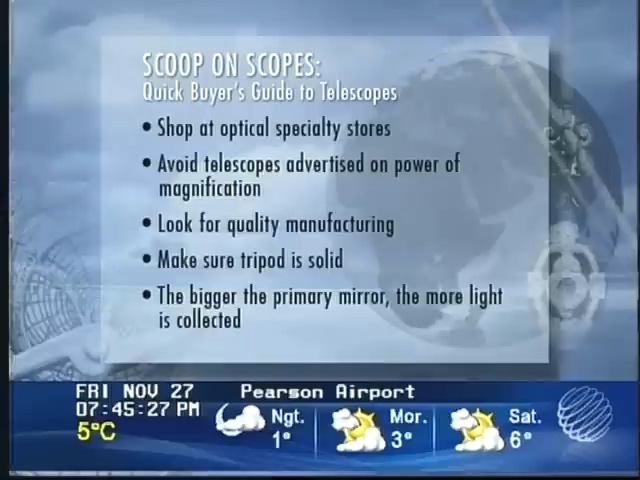 SCOOP ON SCOPES:
Quick Buyer's Guide to Telescopes
• Shop at optical specialty stores
• Avoid telescopes advertised on power of
magnification
• Look for quality manufacturing
• Make sure tripod is solid
• The bigger the primary mirror, the more light
is collected
FRI NOV 27 Pearson Airport
07:45:27 PM
5°C
Ngt. 1°
Mor. 3°
Sat. 6°